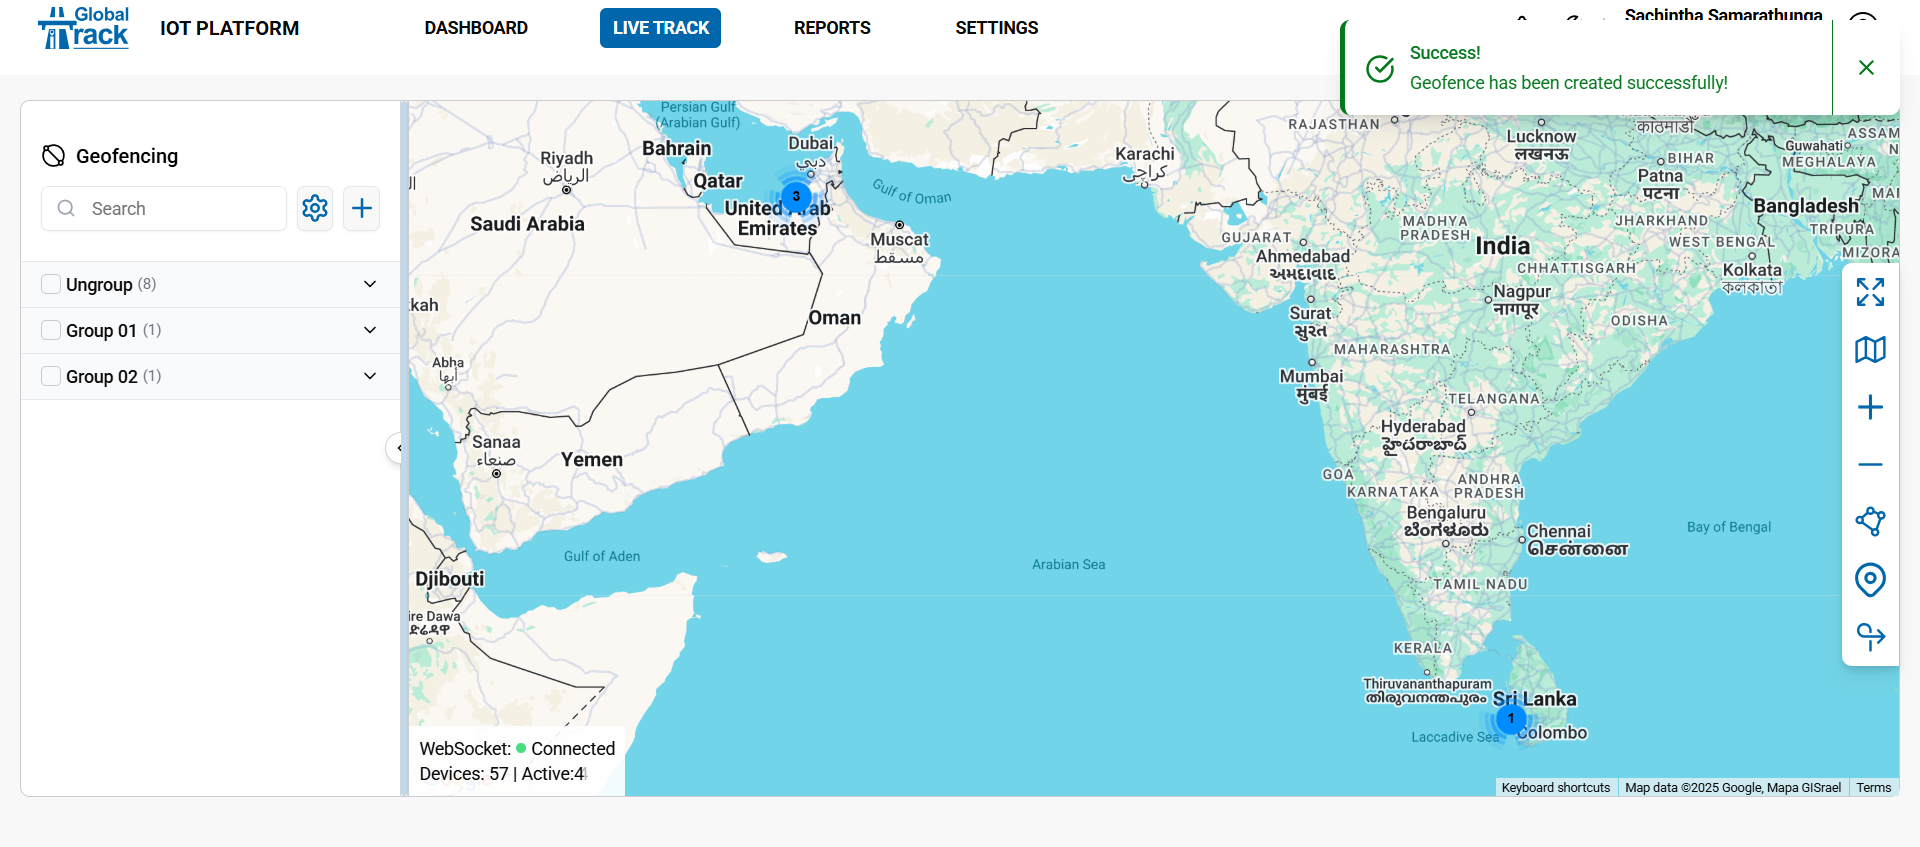 Global
Track
IOT PLATFORM
DASHBOARD
LIVE TRACK
REPORTS
SETTINGS
Sachintha Samarathunga
Success!
Geofence has been created successfully!
Geofencing
Search
Ungroup (8)
Group 01 (1)
Group 02 (1)
Persian Gulf
(Arabian Gulf)
Bahrain
Riyadh
الرياض
Qatar
Dubai
دبي
3
United Arab
Emirates
Gulf of Oman
Saudi Arabia
Muscat
مسقط
Oman
kkah
Abha
أبها
Sanaa
صنعاء
Yemen
Gulf of Aden
Djibouti
ire Dawa
ድሬዳዋ
Arabian Sea
Karachi
کراچی
RAJASTHAN
Lucknow
लखनऊ
काठमाडौं
ASSAM
Guwahati
MEGHALAYA
BIHAR
Patna
पटना
Bangladesh
TRIPURA
MIZORA
MADHYA
PRADESH
JHARKHAND
WEST BENGAL
GUJARAT
Ahmedabad
અમદાવાદ
India
CHHATTISGARH
Kolkata
কলকাতা
Surat
સુરત
Nagpur
नागपूर
ODISHA
MAHARASHTRA
Mumbai
मुंबई
TELANGANA
Hyderabad
హైదరాబాద్
GOA
KARNATAKA
ANDHRA
PRADESH
Bengaluru
ಬೆಂಗಳೂರು
Chennai
சென்னை
Bay of Bengal
TAMIL NADU
KERALA
Thiruvananthapuram
തിരുവനന്തപുരം
Sri Lanka
1
Colombo
Laccadive Sea
WebSocket: Connected
Devices: 57 | Active:4
Keyboard shortcuts
Map data ©2025 Google, Mapa GISrael
Terms